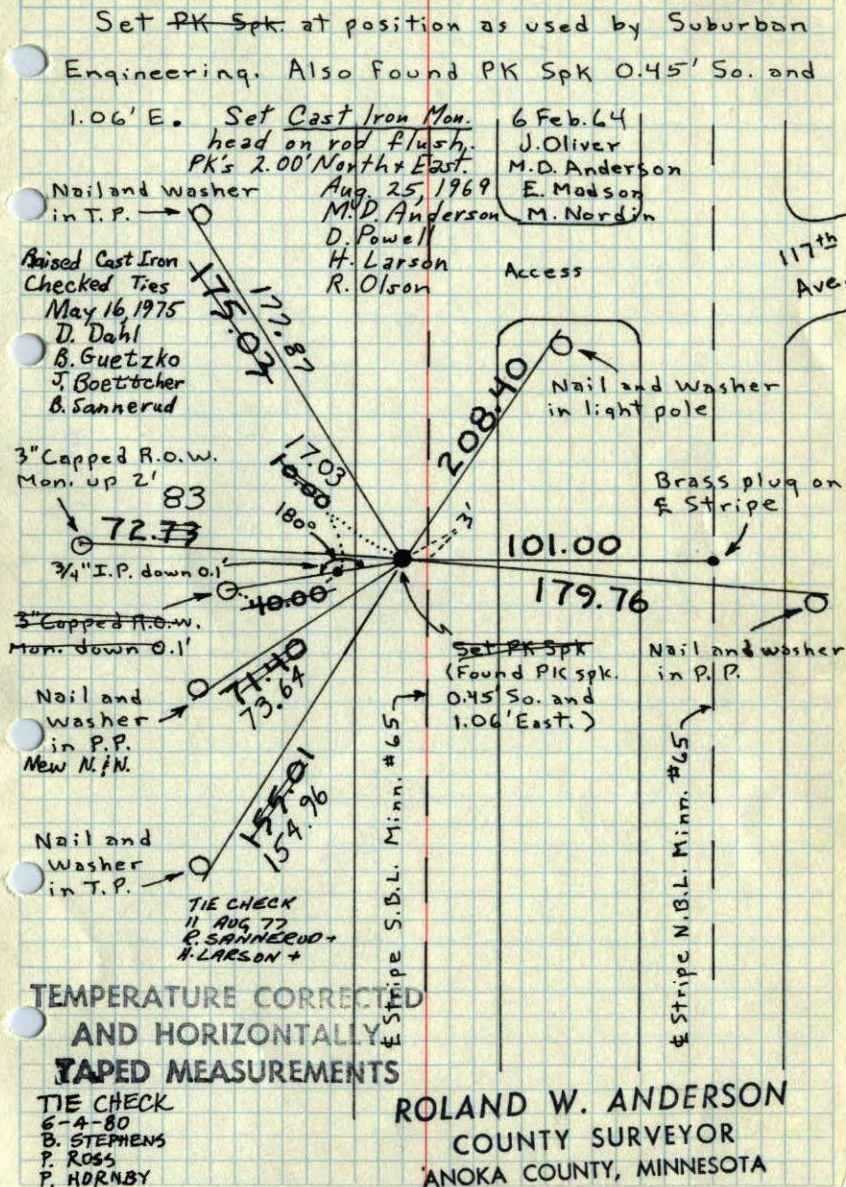 Set PK Spk. at position as used by Suburban
Engineering. Also Found PK Spk 0.45' So. and
1.06' E.
Set Cast Iron Mon.
head on rod flush.
PK's 2.00' North + East.
Aug. 25, 1969
M.D. Anderson
D. Powell
H. Larson
R. Olson
6 Feb. 64
J. Oliver
M.D. Anderson
E. Madson
M. Nordin
Nail and Washer
in T.P.
Raised Cast Iron
Checked Ties
May 16, 1975
D. Dahl
B. Guetzko
J. Boettcher
B. Sannerud
Access
117th
Ave.
177.87
175.07
208.40
Nail and Washer
in light pole
3" Capped R.O.W.
Mon. up 2'
83
72.73
17.03
10.00
180°
3'
Brass plug on
℄ Stripe
101.00
179.76
3/4" I.P. down 0.1'
40.00
3" Capped R.O.W.
Mon. down 0.1'
Set PK Spk
(Found PK spk.
0.45' So. and
1.06' East.)
Nail and washer
in P.P.
71.40
73.64
Nail and
Washer
in P.P.
New N.&N.
155.01
154.96
Nail and
Washer
in T.P.
℄ Stripe S.B.L. Minn. #65
℄ Stripe N.B.L. Minn. #65
TIE CHECK
11 AUG 77
R. SANNERUD +
H. LARSON +
TEMPERATURE CORRECTED
AND HORIZONTALLY
TAPED MEASUREMENTS
TIE CHECK
6-4-80
B. STEPHENS
P. ROSS
P. HORNBY
ROLAND W. ANDERSON
COUNTY SURVEYOR
ANOKA COUNTY, MINNESOTA